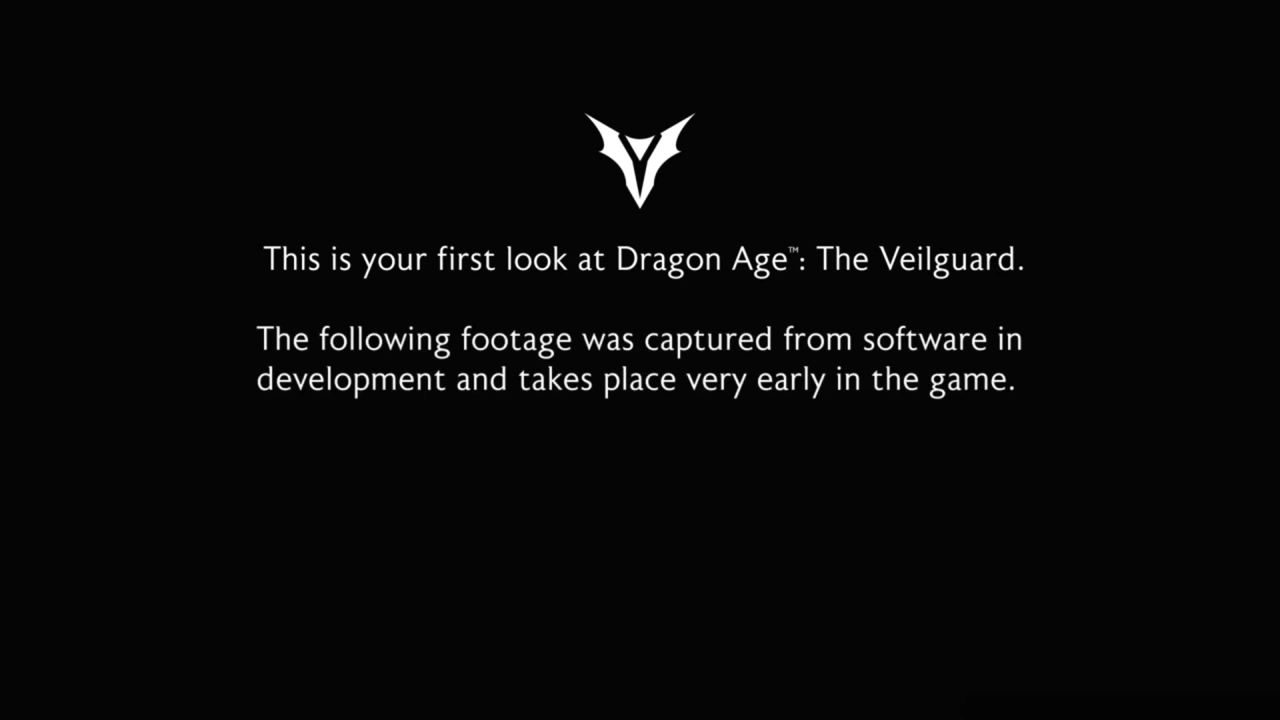 This is your first look at Dragon Age™: The Veilguard.
The following footage was captured from software in
development and takes place very early in the game.